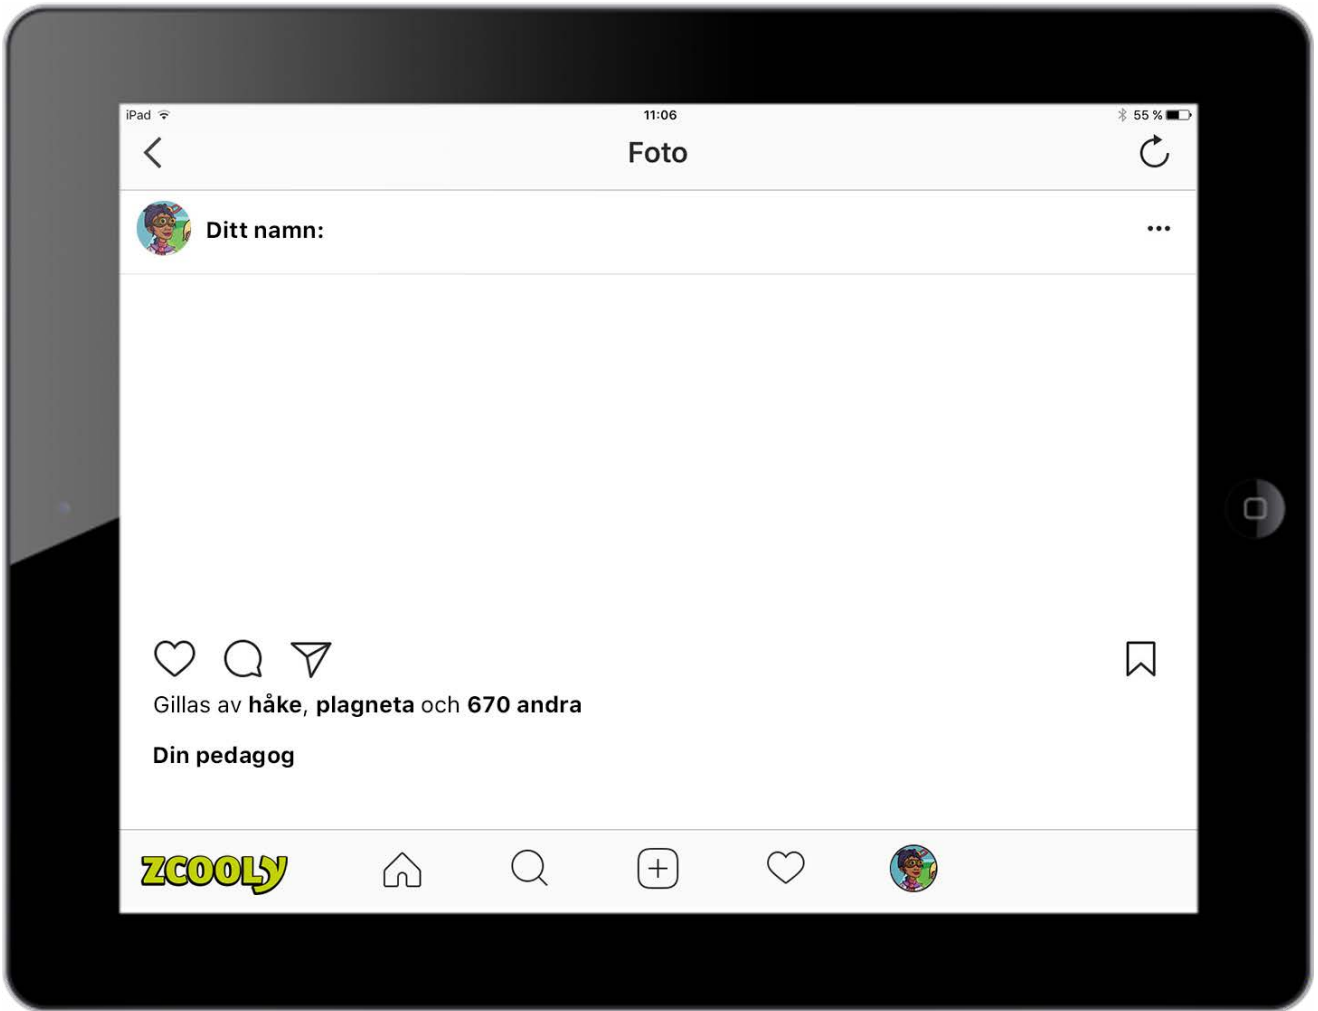 iPad 11:06 55 %
Foto
Ditt namn:
Gillas av håke, plagneta och 670 andra
Din pedagog
ZCOOLY